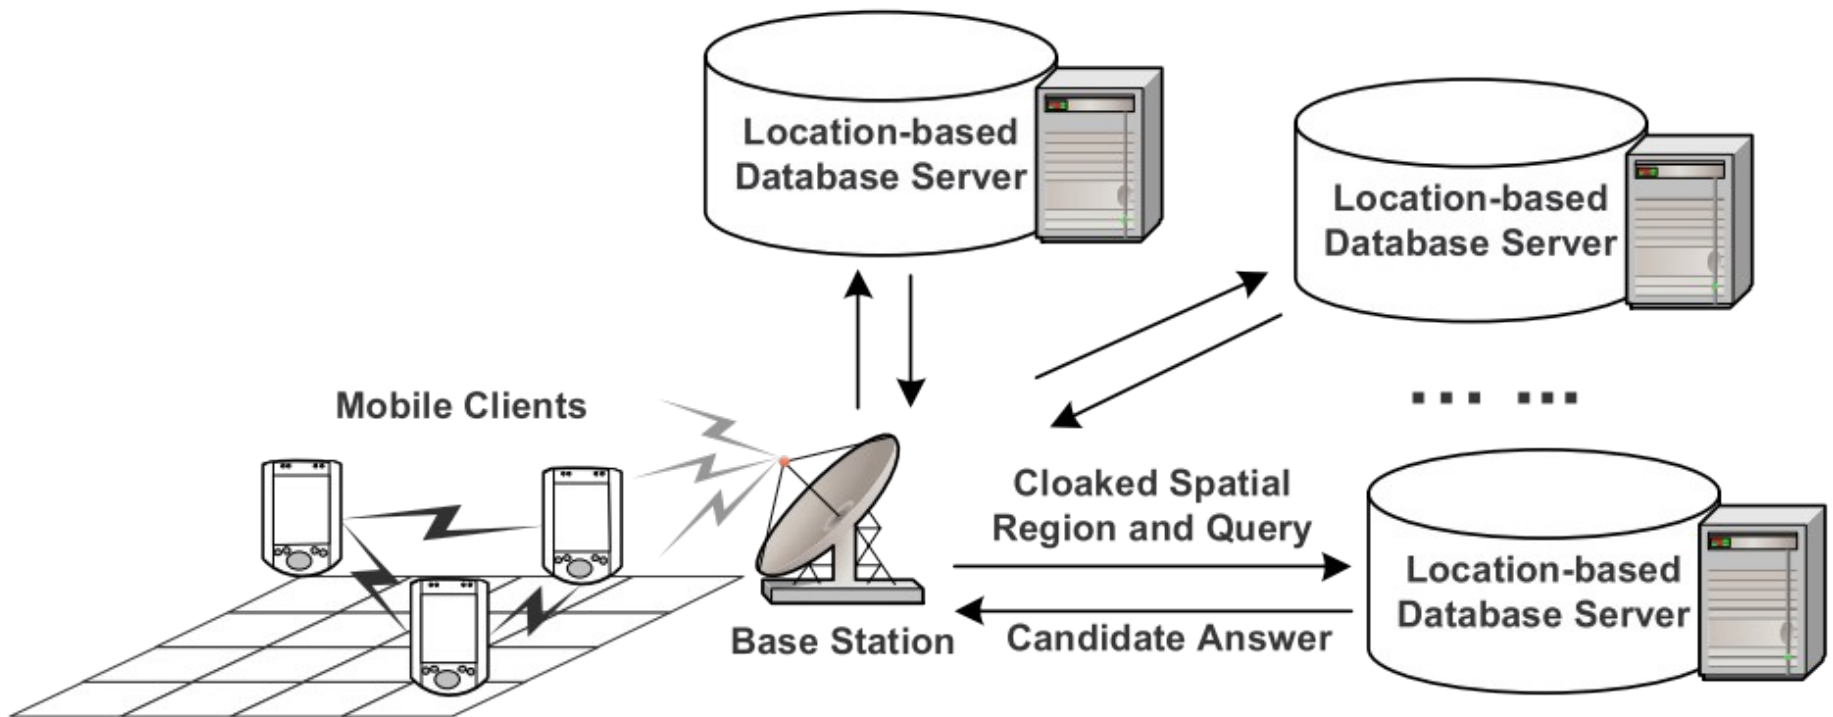 Location-based
Database Server
Location-based
Database Server
Mobile Clients
... ...
Cloaked Spatial
Region and Query
Location-based
Database Server
Base Station
Candidate Answer